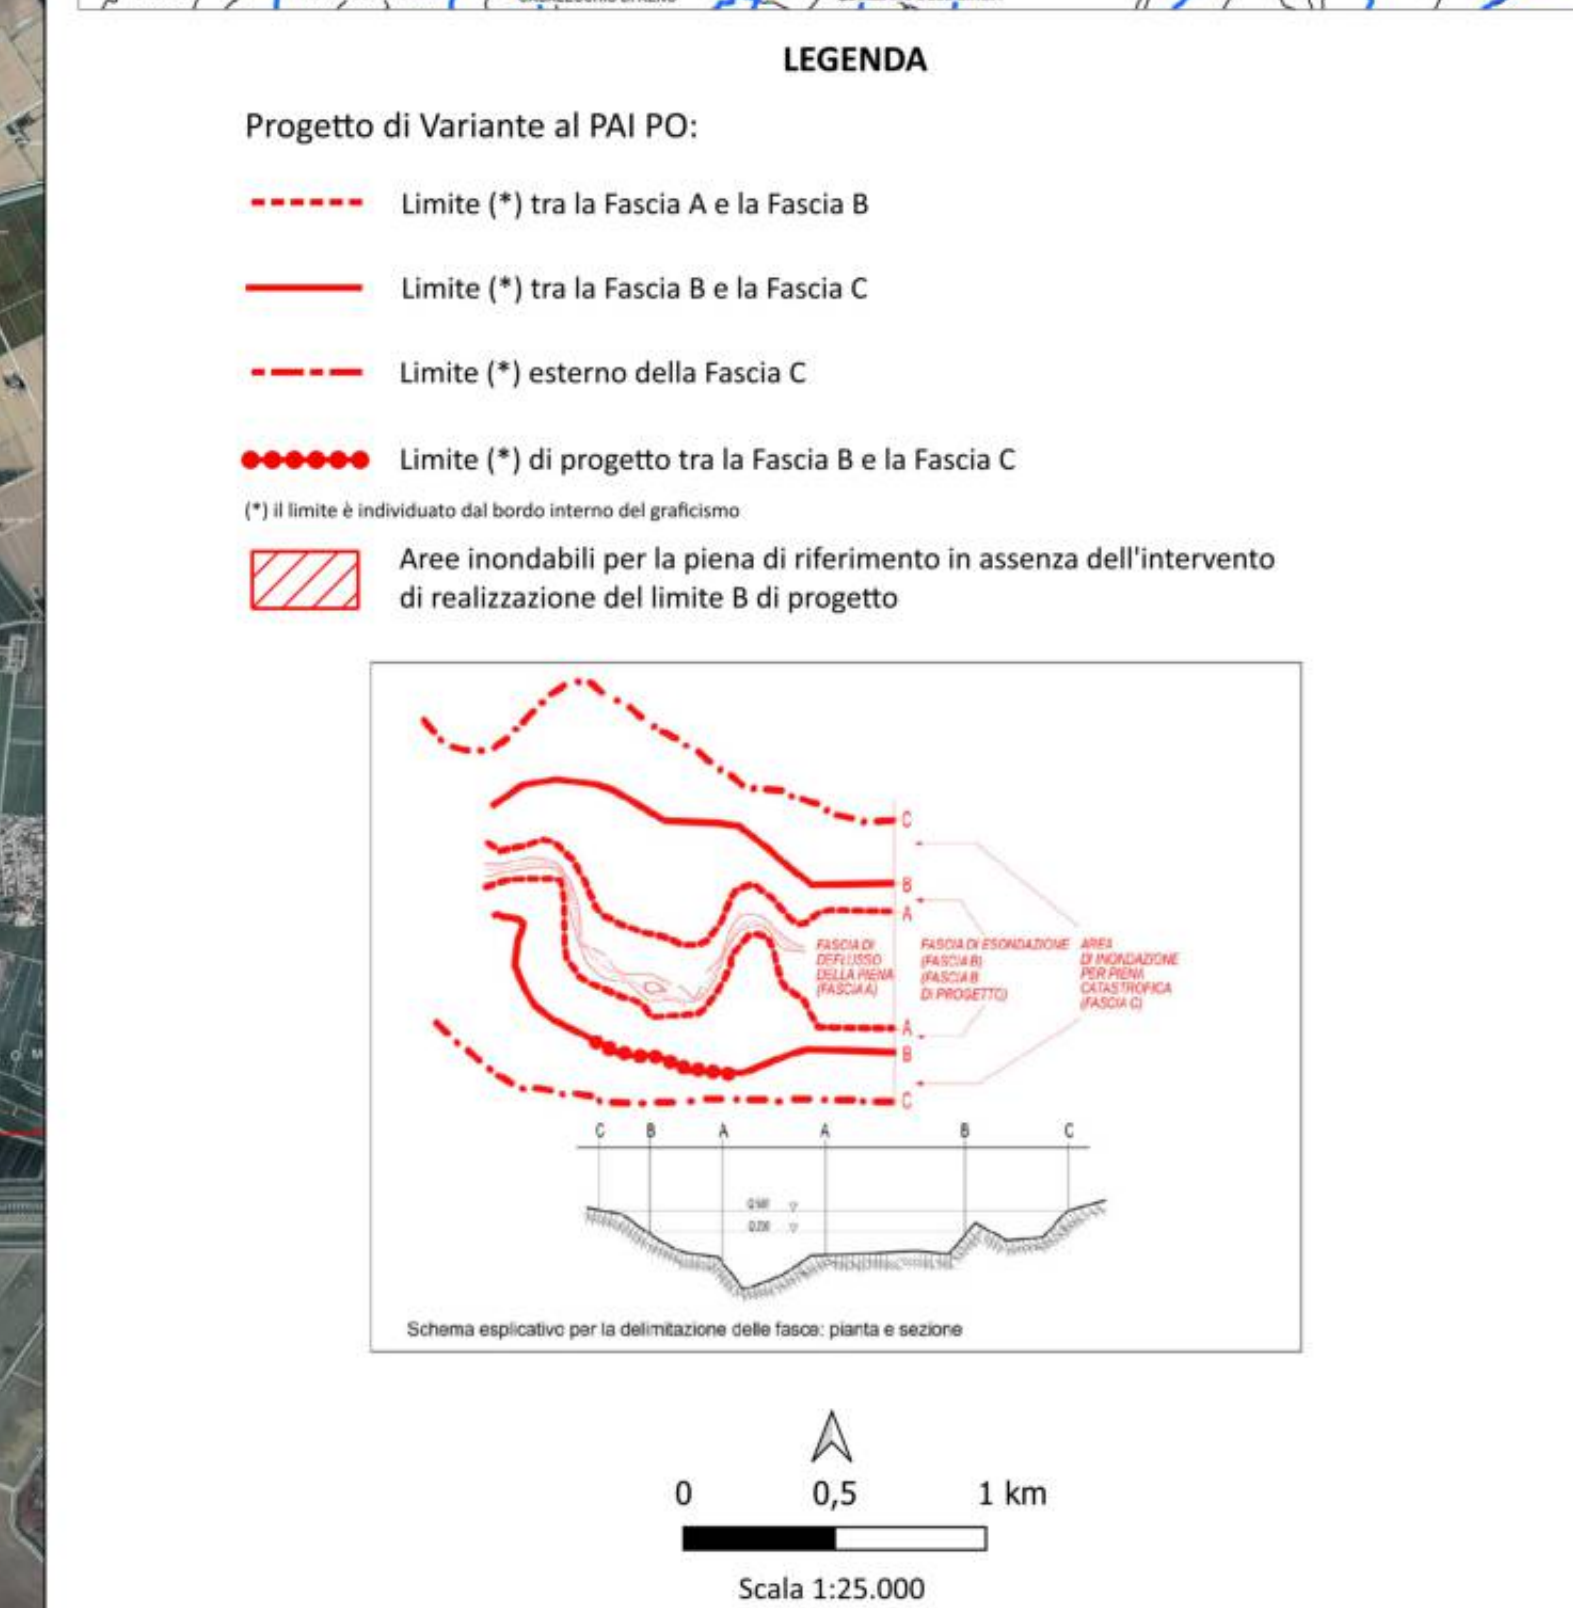 LEGENDA
Progetto di Variante al PAI PO:
Limite (*) tra la Fascia A e la Fascia B
Limite (*) tra la Fascia B e la Fascia C
Limite (*) esterno della Fascia C
Limite (*) di progetto tra la Fascia B e la Fascia C
(*) il limite è individuato dal bordo interno del graficismo
Aree inondabili per la piena di riferimento in assenza dell'intervento
di realizzazione del limite B di progetto
C
B
A
FASCIA DI
DEFLUSSO
DELLA PIENA
(FASCIA A)
FASCIA DI ESONDAZIONE
(FASCIA B)
(FASCIA B
DI PROGETTO)
AREA
DI INONDAZIONE
PER PIENA
CATASTROFICA
(FASCIA C)
A
B
C
C B A A B C
Schema esplicativo per la delimitazione delle fasce: pianta e sezione
0 0,5 1 km
Scala 1:25.000